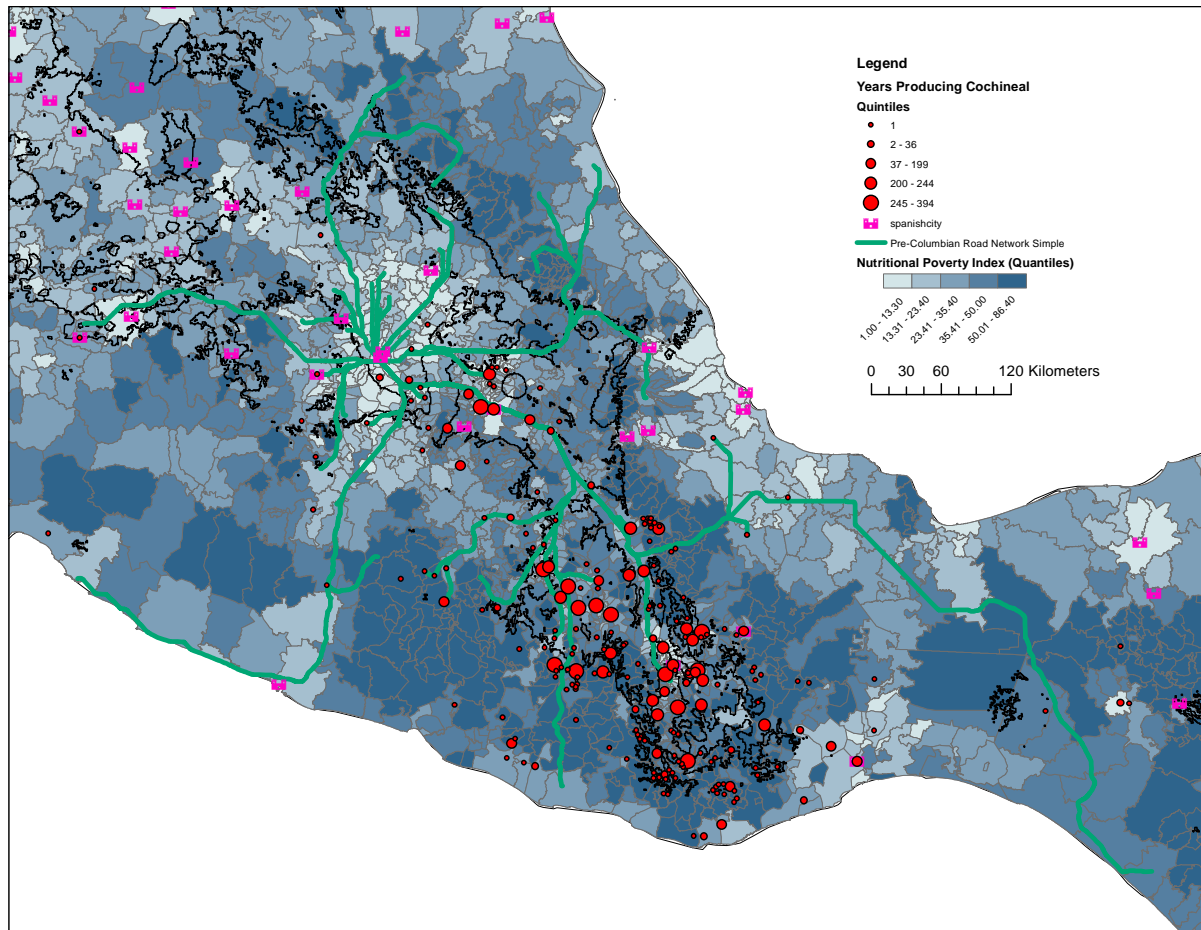 Legend
Years Producing Cochineal
Quintiles
1
2 - 36
37 - 199
200 - 244
245 - 394
spanishcity
Pre-Columbian Road Network Simple
Nutritional Poverty Index (Quantiles)
1.00 - 13.30
13.31 - 23.40
23.41 - 35.40
35.41 - 50.00
50.01 - 86.40
0 30 60 120 Kilometers